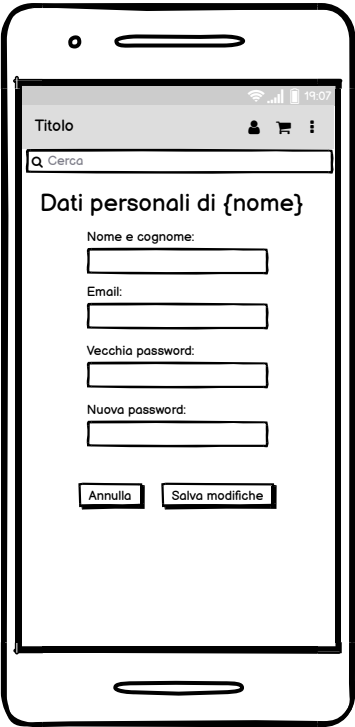 19:07
Titolo
Cerca
Dati personali di {nome}
Nome e cognome:
Email:
Vecchia password:
Nuova password:
Annulla Salva modifiche